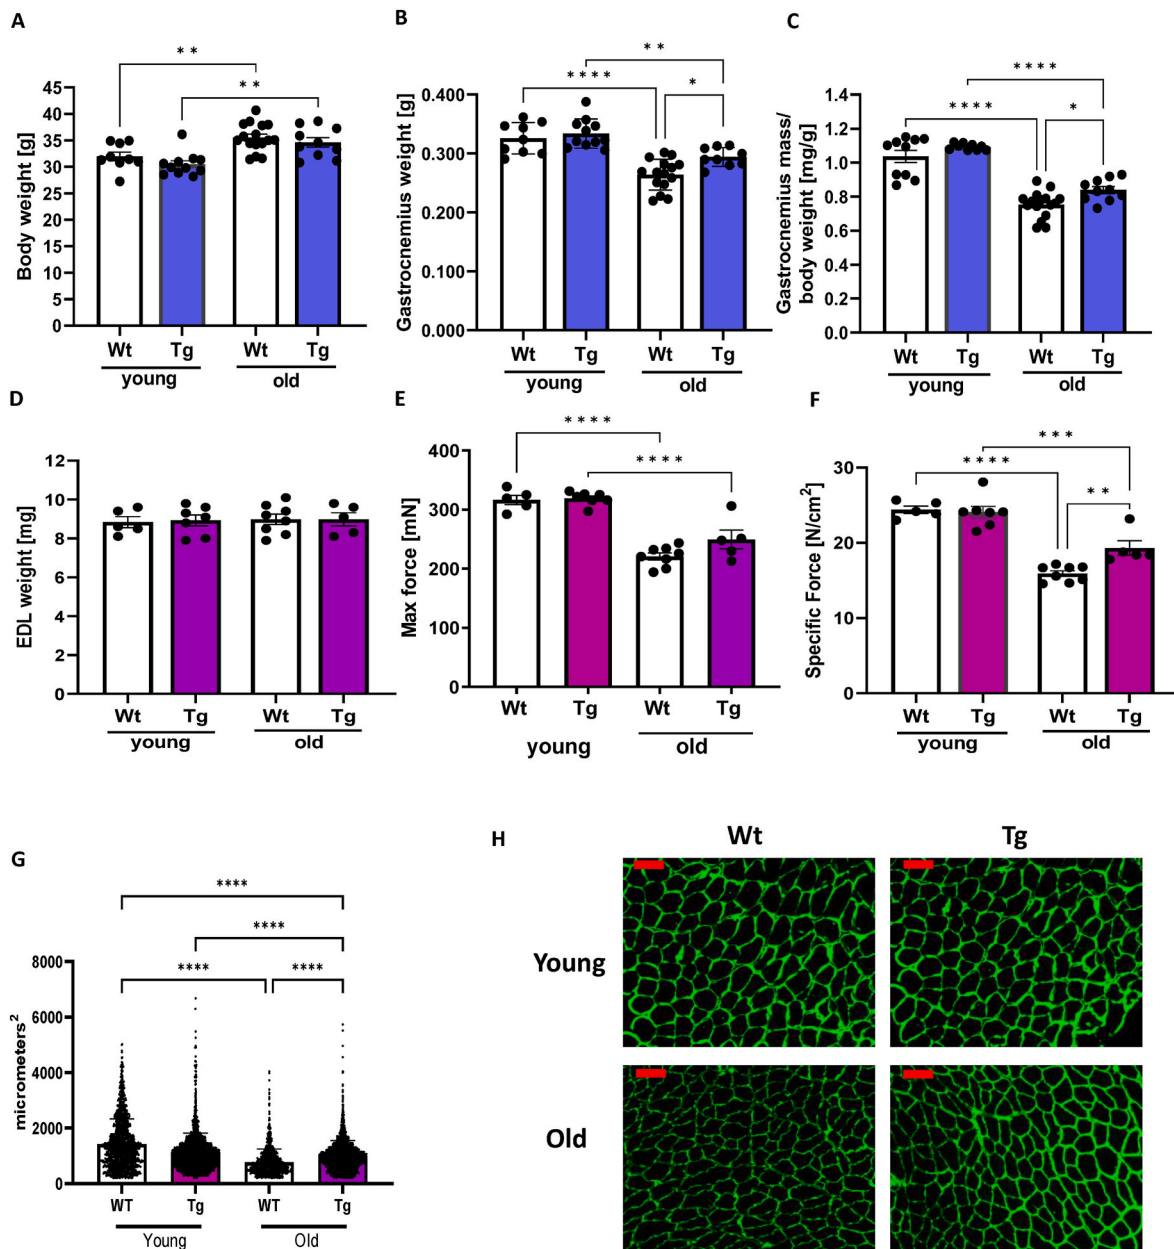 A
Body weight [g]
45
40
35
30
25
20
15
10
5
0
**
**
Wt Tg Wt Tg
young old
B
Gastrocnemius weight [g]
0.400
0.300
0.200
0.100
0.000
**
****
*
Wt Tg Wt Tg
young old
C
Gastrocnemius mass/
body weight [mg/g]
1.4
1.2
1.0
0.8
0.6
0.4
0.2
0.0
****
****
*
Wt Tg Wt Tg
young old
D
EDL weight [mg]
12
10
8
6
4
2
0
Wt Tg Wt Tg
young old
E
Max force [mN]
400
300
200
100
0
****
****
Wt Tg Wt Tg
young old
F
Specific Force [N/cm²]
30
20
10
0
***
****
**
Wt Tg Wt Tg
young old
G
micrometers²
8000
6000
4000
2000
0
****
****
****
****
WT Tg WT Tg
Young Old
H
Wt Tg
Young
Old